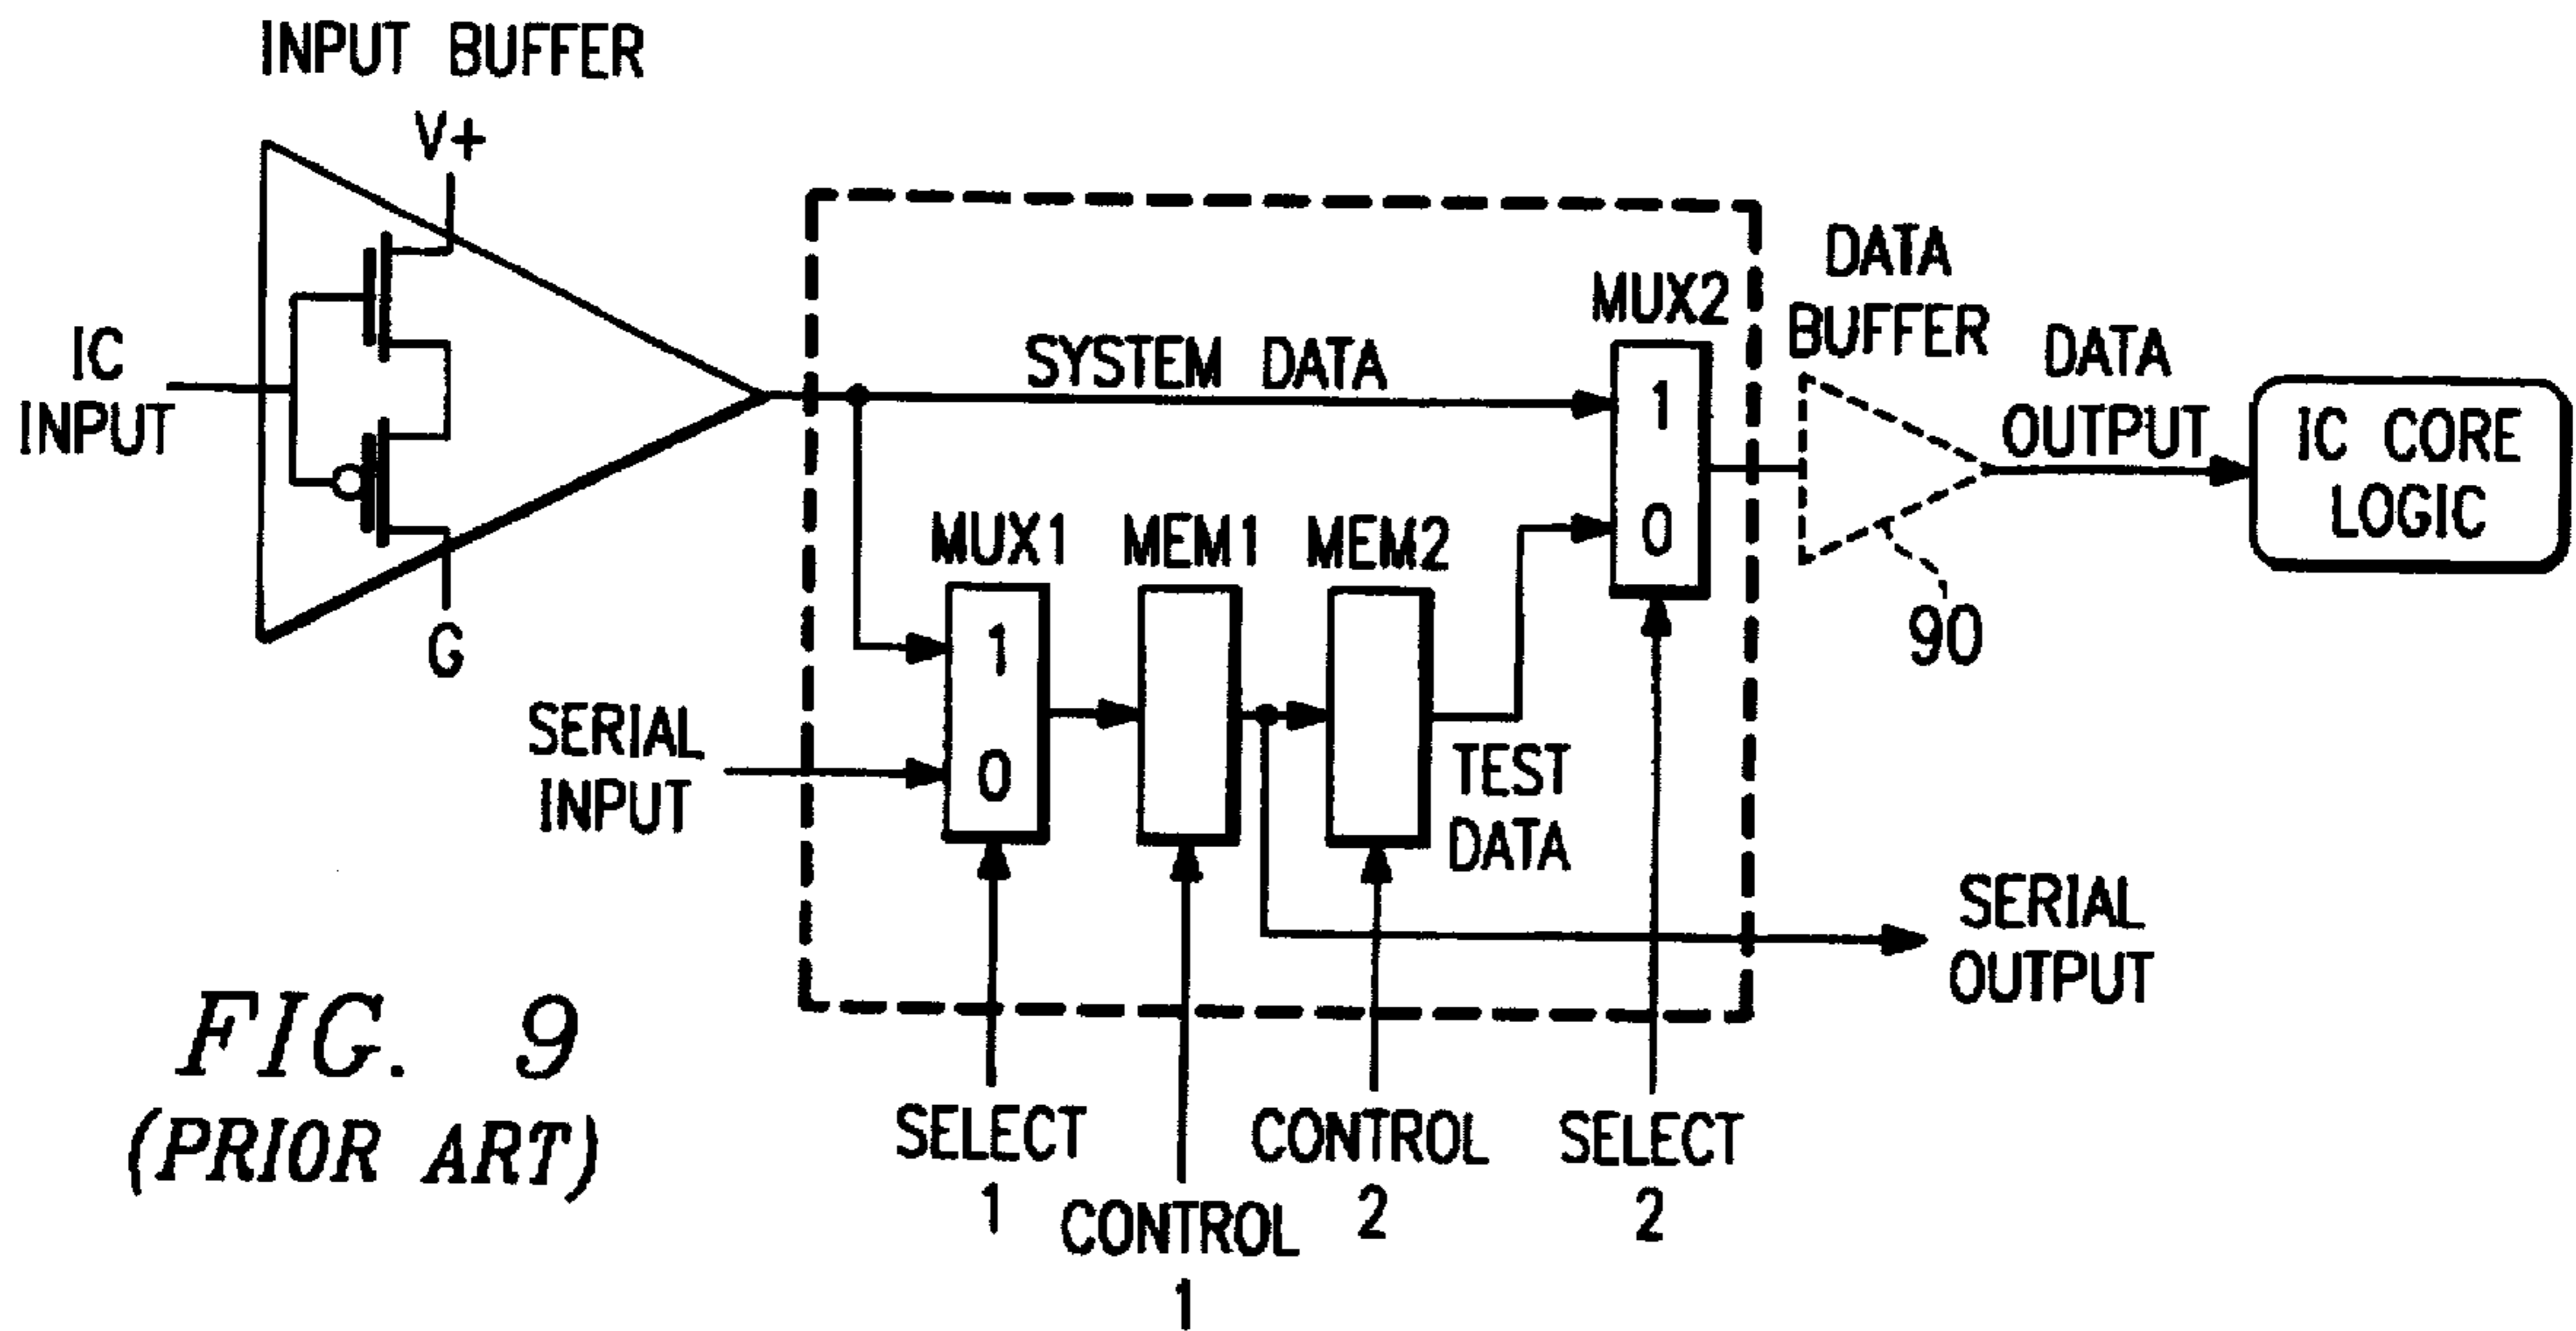 INPUT BUFFER
V+
IC
INPUT
G
SYSTEM DATA
MUX2
1
0
DATA
BUFFER
90
DATA
OUTPUT
IC CORE
LOGIC
MUX1
1
0
MEM1
MEM2
TEST
DATA
SERIAL
INPUT
SERIAL
OUTPUT
SELECT
1
CONTROL
1
CONTROL
2
SELECT
2
FIG. 9
(PRIOR ART)